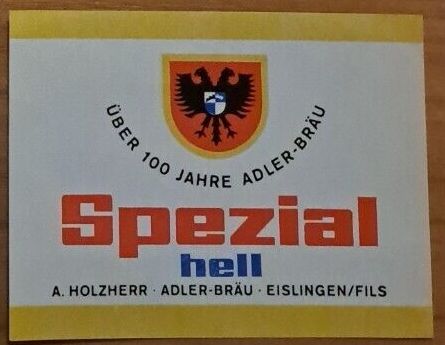 ÜBER 100 JAHRE ADLER-BRÄU
Spezial
hell
A. HOLZHERR · ADLER-BRÄU · EISLINGEN/FILS